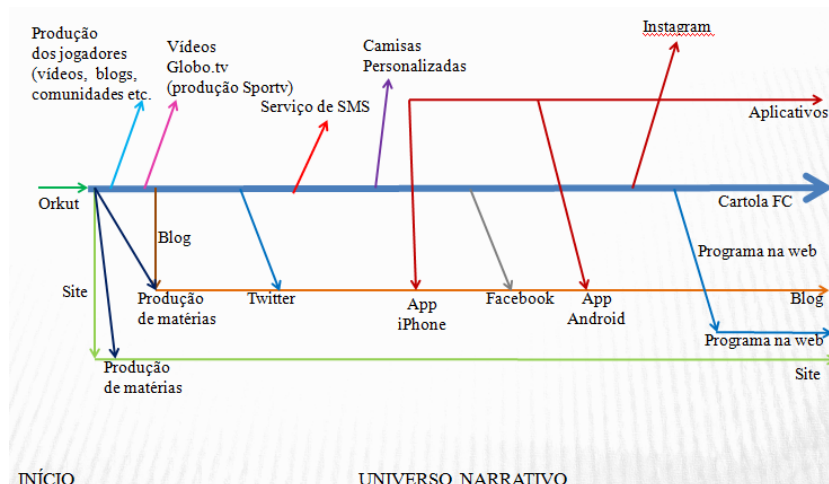 Produção
dos jogadores
(vídeos, blogs,
comunidades etc.
Vídeos
Globo.tv
(produção Sportv)
Serviço de SMS
Camisas
Personalizadas
Instagram
Aplicativos
Orkut
Cartola FC
Blog
Programa na web
Site
Produção
de matérias
Twitter
App
iPhone
Facebook
App
Android
Blog
Programa na web
Produção
de matérias
Site
INÍCIO
UNIVERSO NARRATIVO